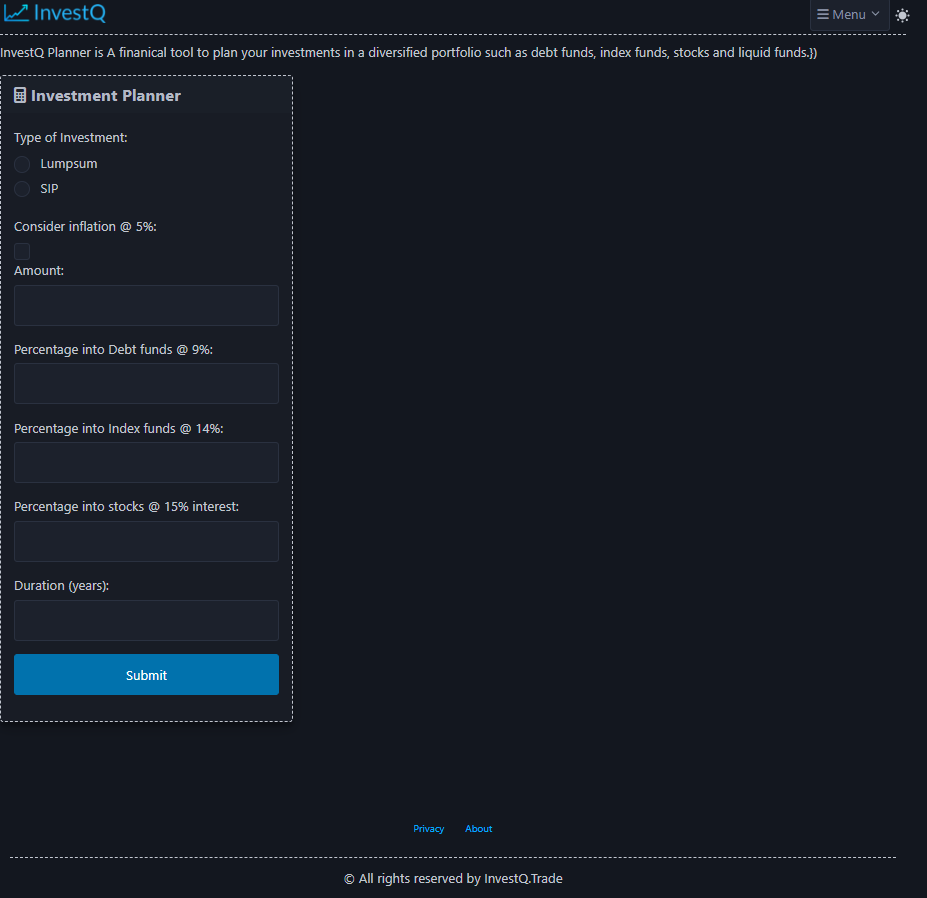 InvestQ
Menu
InvestQ Planner is A finanical tool to plan your investments in a diversified portfolio such as debt funds, index funds, stocks and liquid funds.})
Investment Planner
Type of Investment:
Lumpsum
SIP
Consider inflation @ 5%:
Amount:
Percentage into Debt funds @ 9%:
Percentage into Index funds @ 14%:
Percentage into stocks @ 15% interest:
Duration (years):
Submit
Privacy About
© All rights reserved by InvestQ.Trade